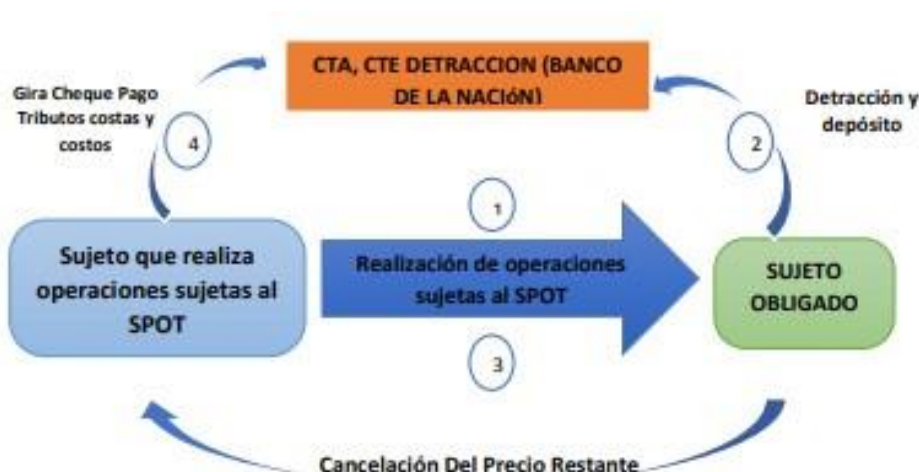 CTA, CTE DETRACCION (BANCO
DE LA NACIóN)
Gira Cheque Pago
Tributos costas y
costos
4
2
Detracción y
depósito
1
Sujeto que realiza
operaciones sujetas al
SPOT
Realización de operaciones
sujetas al SPOT
SUJETO
OBLIGADO
3
Cancelación Del Precio Restante